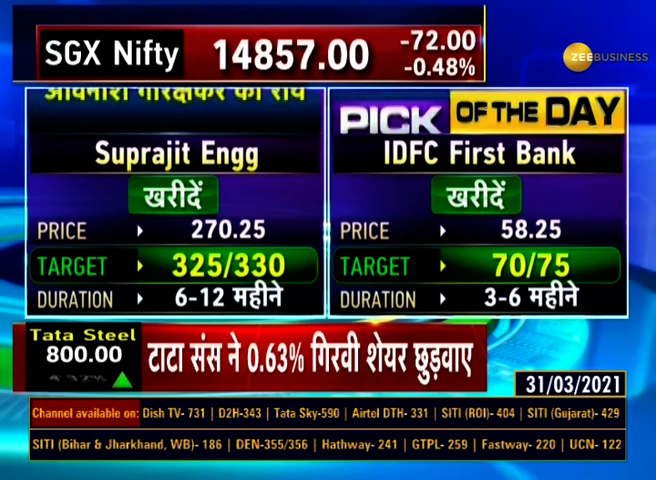 SGX Nifty 14857.00 -72.00
-0.48%
ZEEBUSINESS
की राय
Suprajit Engg
खरीदें
PRICE 270.25
TARGET 325/330
DURATION 6-12 महीने
PICK OF THE DAY
IDFC First Bank
खरीदें
PRICE 58.25
TARGET 70/75
DURATION 3-6 महीने
Tata Steel
800.00
टाटा संस ने 0.63% गिरवी शेयर छुड़वाए
31/03/2021
Channel available on: Dish TV- 731 | D2H-343 | Tata Sky-590 | Airtel DTH- 331 | SITI (ROI)- 404 | SITI (Gujarat)- 429
SITI (Bihar & Jharkhand, WB)- 186 | DEN-355/356 | Hathway- 241 | GTPL- 259 | Fastway- 220 | UCN- 122